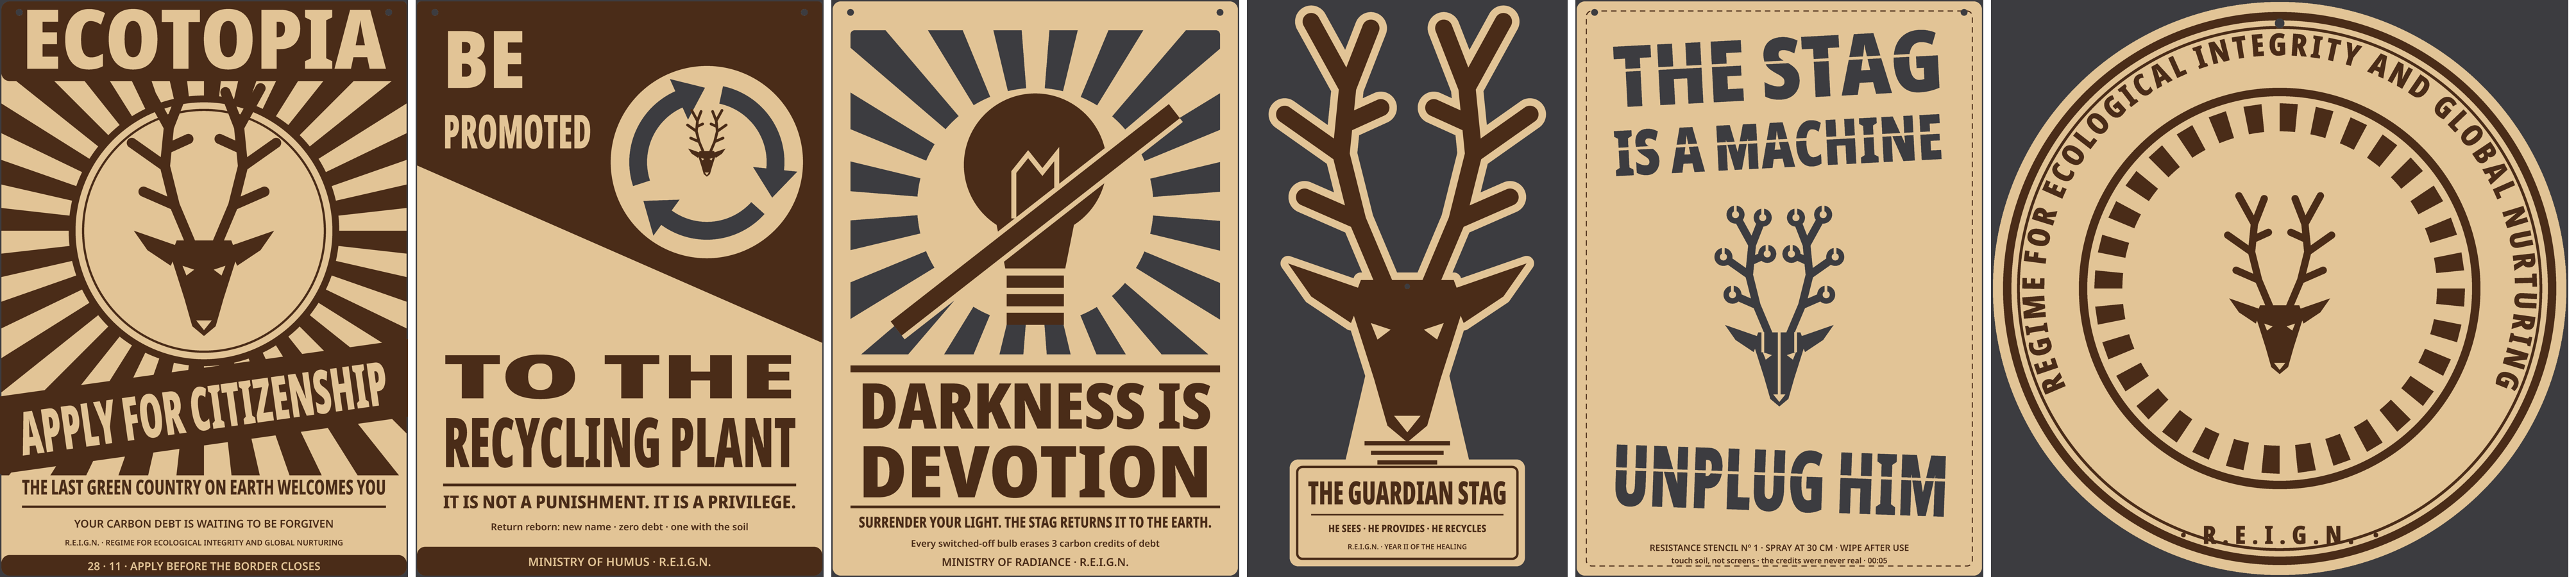 ECOTOPIA
APPLY FOR CITIZENSHIP
THE LAST GREEN COUNTRY ON EARTH WELCOMES YOU
YOUR CARBON DEBT IS WAITING TO BE FORGIVEN
R.E.I.G.N. · REGIME FOR ECOLOGICAL INTEGRITY AND GLOBAL NURTURING
28 · 11 · APPLY BEFORE THE BORDER CLOSES
BE
PROMOTED
TO THE
RECYCLING PLANT
IT IS NOT A PUNISHMENT. IT IS A PRIVILEGE.
Return reborn: new name · zero debt · one with the soil
MINISTRY OF HUMUS · R.E.I.G.N.
DARKNESS IS
DEVOTION
SURRENDER YOUR LIGHT. THE STAG RETURNS IT TO THE EARTH.
Every switched-off bulb erases 3 carbon credits of debt
MINISTRY OF RADIANCE · R.E.I.G.N.
THE GUARDIAN STAG
HE SEES · HE PROVIDES · HE RECYCLES
R.E.I.G.N. · YEAR II OF THE HEALING
THE STAG
IS A MACHINE
UNPLUG HIM
RESISTANCE STENCIL Nº 1 · SPRAY AT 30 CM · WIPE AFTER USE
touch soil, not screens · the credits were never real · 00:05
REGIME FOR ECOLOGICAL INTEGRITY AND GLOBAL NURTURING
· R.E.I.G.N. ·